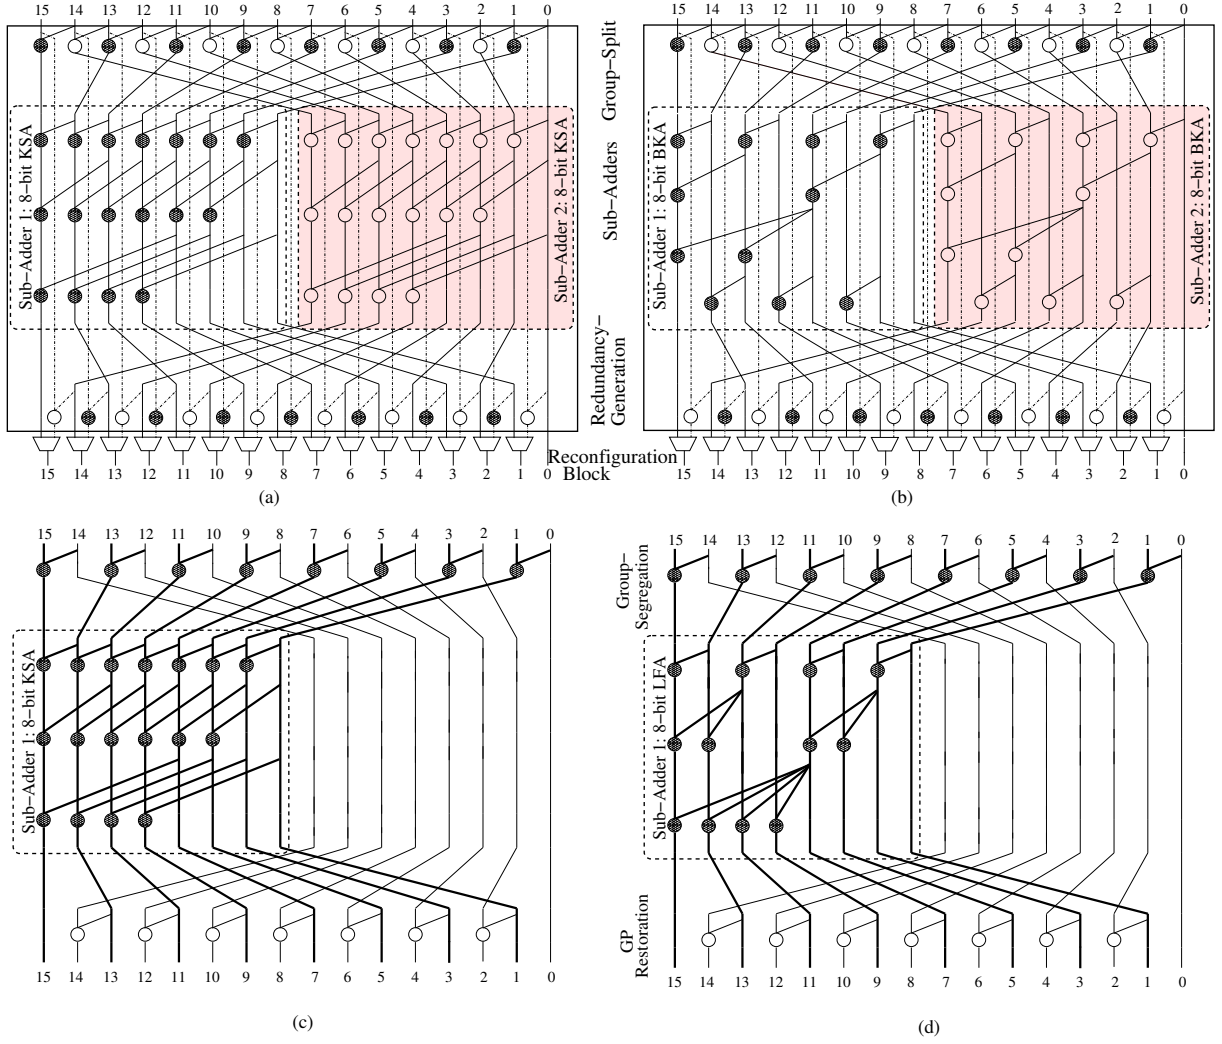 15 14 13 12 11 10 9 8 7 6 5 4 3 2 1 0
15 14 13 12 11 10 9 8 7 6 5 4 3 2 1 0
Group−Split
Sub−Adder 1: 8−bit KSA
Sub−Adder 2: 8−bit KSA
Sub−Adders
Sub−Adder 1: 8−bit BKA
Sub−Adder 2: 8−bit BKA
Redundancy−
Generation
15 14 13 12 11 10 9 8 7 6 5 4 3 2 1 0
Reconfiguration
Block
15 14 13 12 11 10 9 8 7 6 5 4 3 2 1 0
(a)
(b)
15 14 13 12 11 10 9 8 7 6 5 4 3 2 1 0
15 14 13 12 11 10 9 8 7 6 5 4 3 2 1 0
Group−
Segregation
Sub−Adder 1: 8−bit KSA
Sub−Adder 1: 8−bit LFA
GP
Restoration
15 14 13 12 11 10 9 8 7 6 5 4 3 2 1 0
15 14 13 12 11 10 9 8 7 6 5 4 3 2 1 0
(c)
(d)